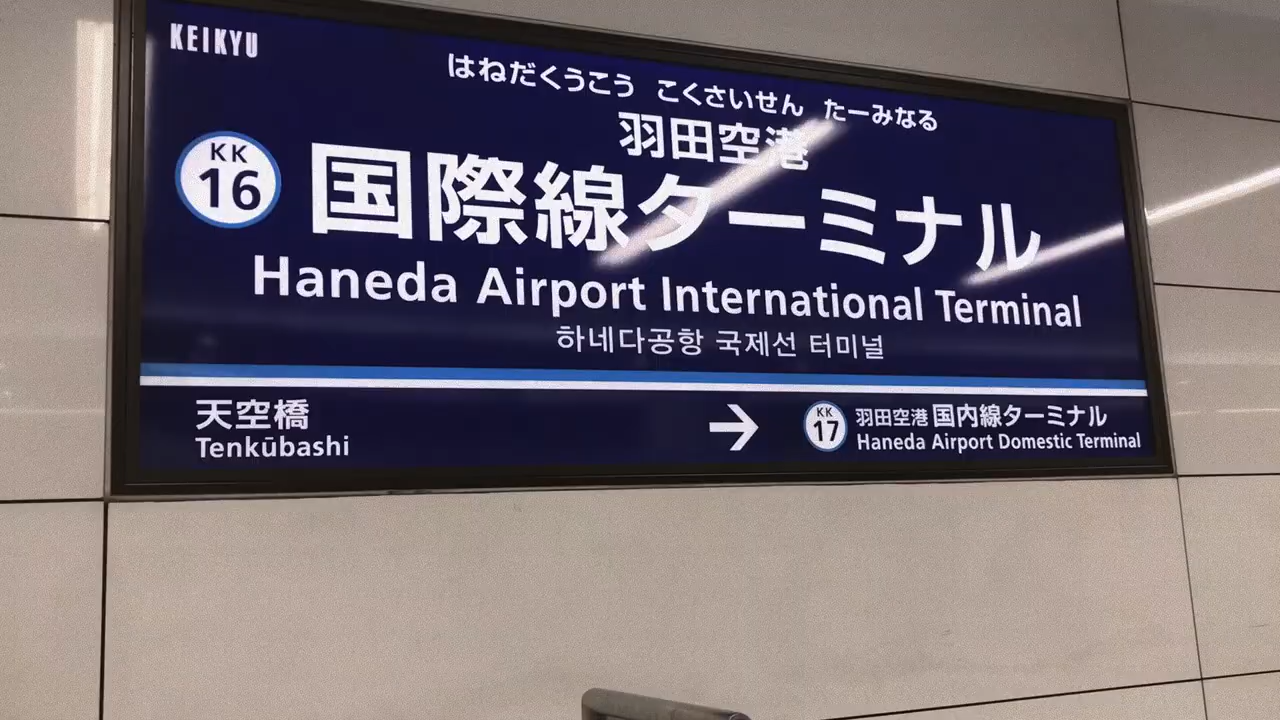 KEIKYU
はねだくうこう こくさいせん たーみなる
羽田空港
KK
16
国際線ターミナル
Haneda Airport International Terminal
하네다공항 국제선 터미널
天空橋
Tenkūbashi
→
KK
17
羽田空港 国内線ターミナル
Haneda Airport Domestic Terminal